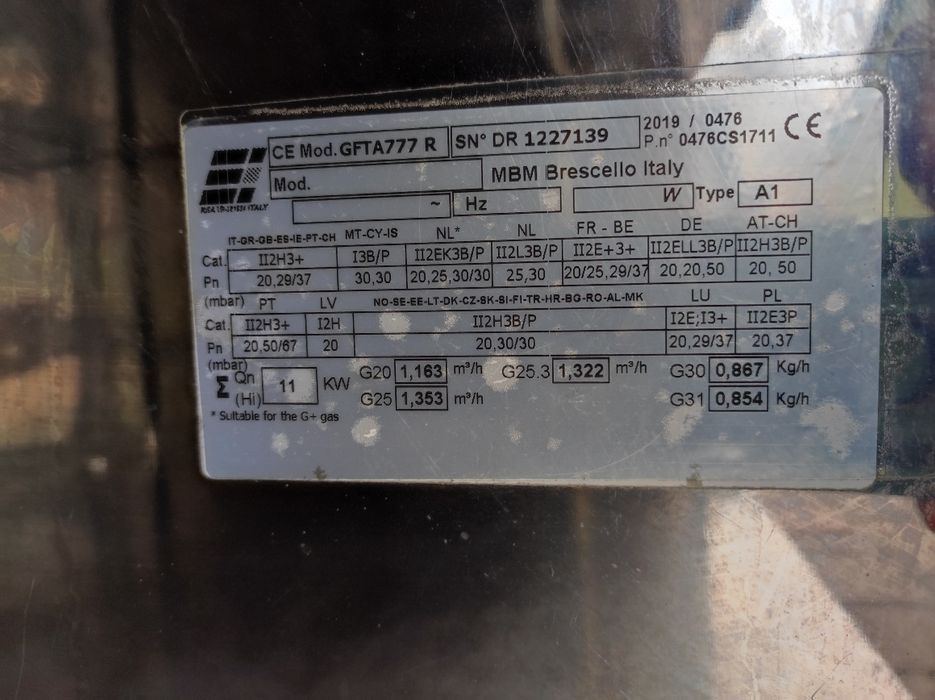 CE Mod. GFTA777 R SN° DR 1227139 2019 / 0476 CE
P.n° 0476CS1711
Mod. MBM Brescello Italy
~ Hz W Type A1
IT-GR-GB-ES-IE-PT-CH MT-CY-IS NL* NL FR - BE DE AT-CH
Cat. II2H3+ I3B/P II2EK3B/P II2L3B/P II2E+3+ II2ELL3B/P II2H3B/P
Pn 20,29/37 30,30 20,25,30/30 25,30 20/25,29/37 20,20,50 20, 50
(mbar) PT LV NO-SE-EE-LT-DK-CZ-SK-SI-FI-TR-HR-BG-RO-AL-MK LU PL
Cat. II2H3+ I2H II2H3B/P I2E;I3+ II2E3P
Pn 20,50/67 20 20,30/30 20,29/37 20,37
(mbar)
Σ Qn (Hi) 11 KW G20 1,163 m³/h G25.3 1,322 m³/h G30 0,867 Kg/h
G25 1,353 m³/h G31 0,854 Kg/h
* Suitable for the G+ gas